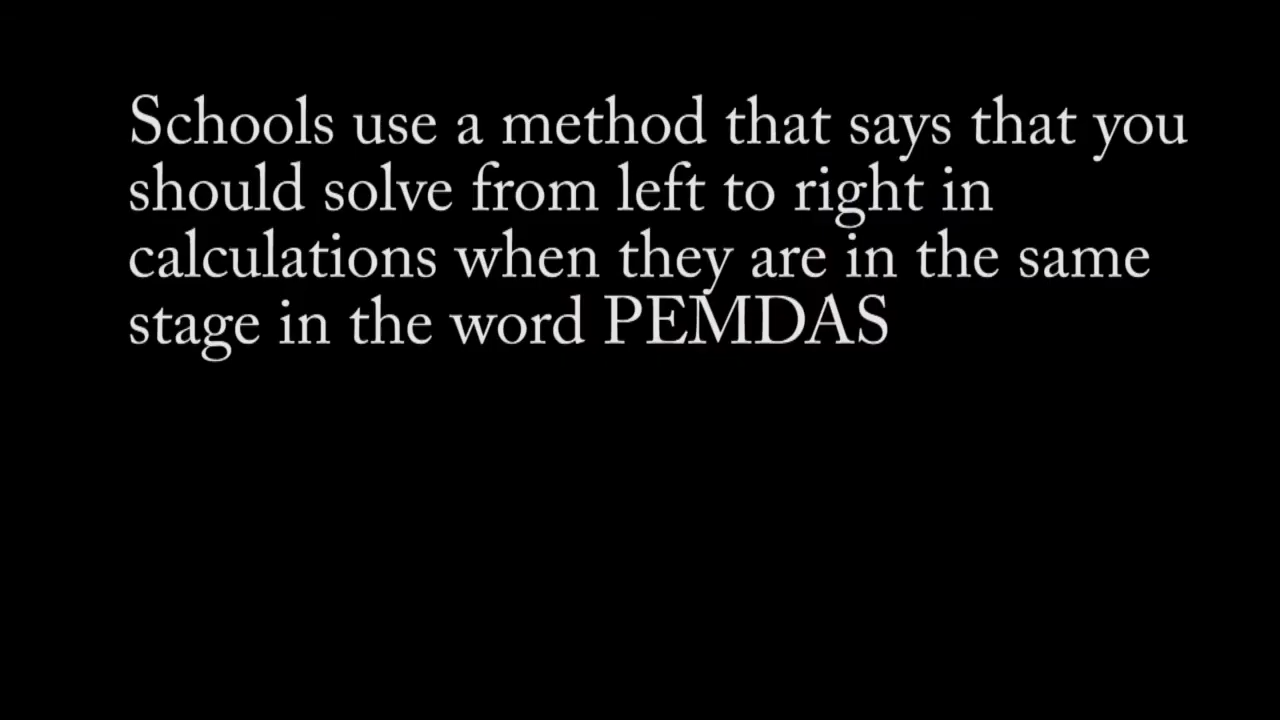 Schools use a method that says that you
should solve from left to right in
calculations when they are in the same
stage in the word PEMDAS